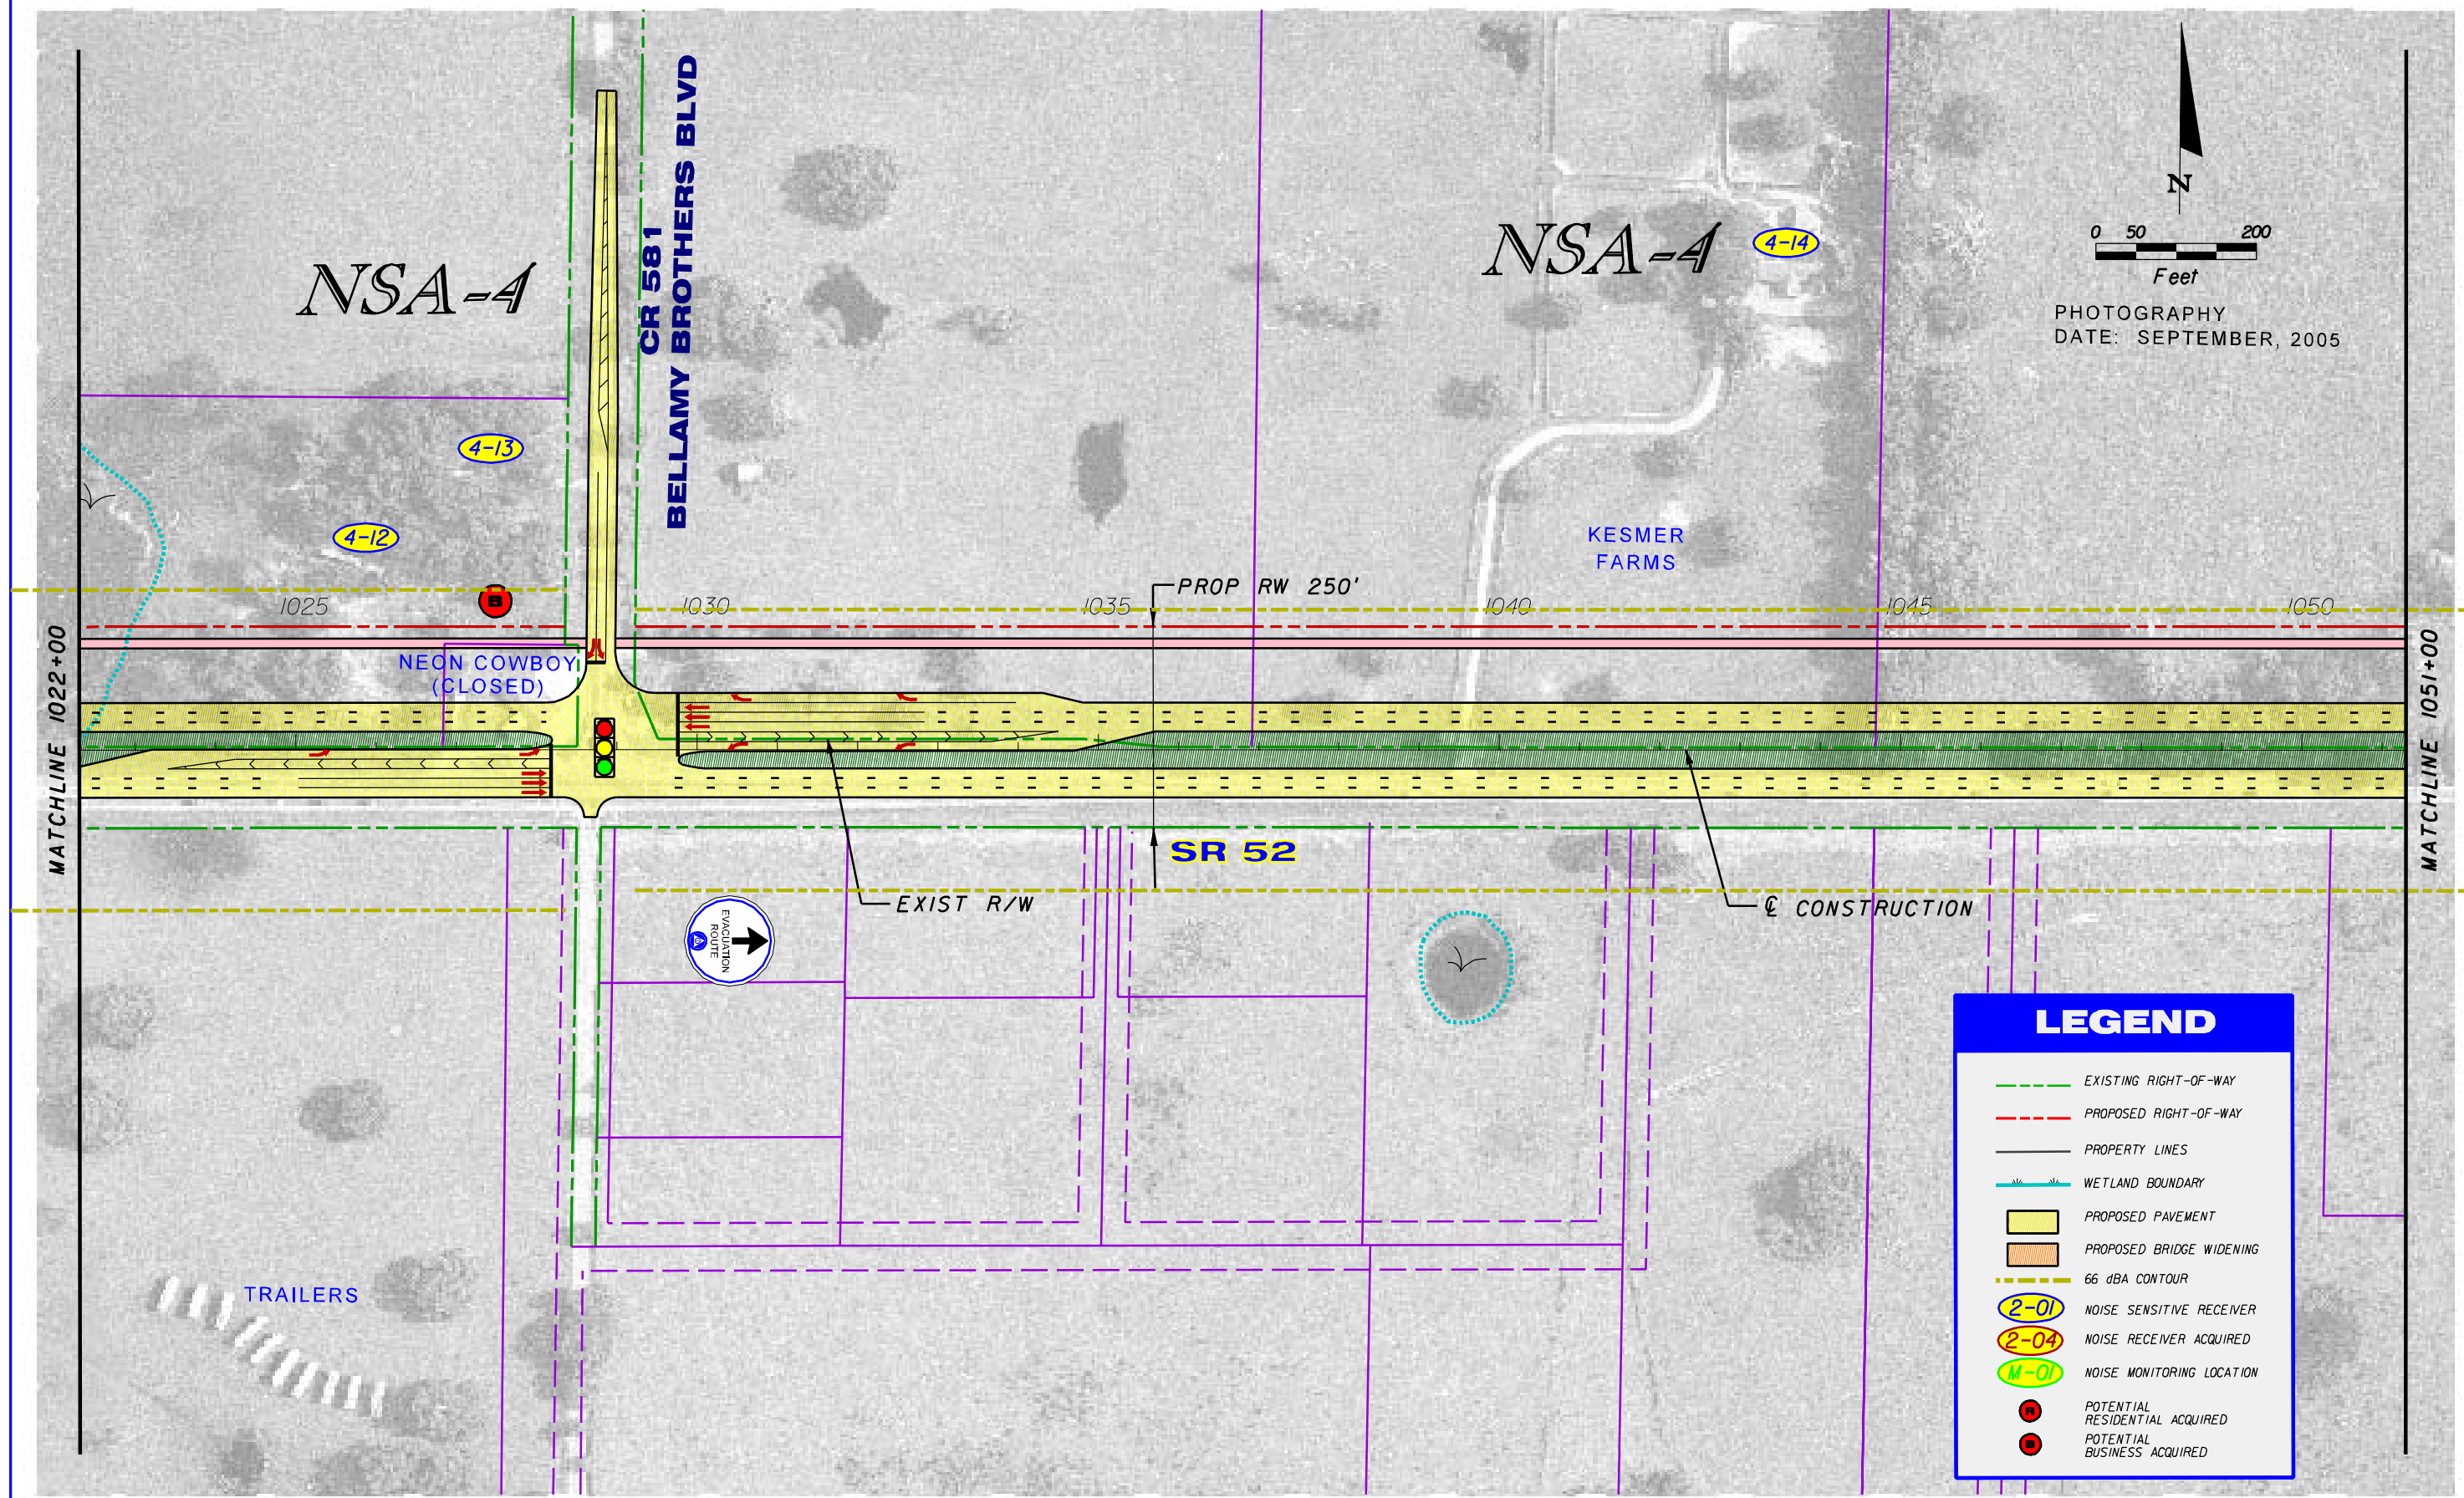 CR 581
BELLAMY BROTHERS BLVD
NSA-4
NSA-4
4-14
N
0 50 200
Feet
PHOTOGRAPHY
DATE: SEPTEMBER, 2005
4-13
4-12
KESMER
FARMS
B
PROP RW 250'
1025
1030
1035
1040
1045
1050
NEON COWBOY
(CLOSED)
MATCHLINE 1022+00
MATCHLINE 1051+00
SR 52
EXIST R/W
℄ CONSTRUCTION
EVACUATION
ROUTE
TRAILERS
LEGEND
EXISTING RIGHT-OF-WAY
PROPOSED RIGHT-OF-WAY
PROPERTY LINES
WETLAND BOUNDARY
PROPOSED PAVEMENT
PROPOSED BRIDGE WIDENING
66 dBA CONTOUR
2-01 NOISE SENSITIVE RECEIVER
2-04 NOISE RECEIVER ACQUIRED
M-01 NOISE MONITORING LOCATION
R POTENTIAL
RESIDENTIAL ACQUIRED
B POTENTIAL
BUSINESS ACQUIRED